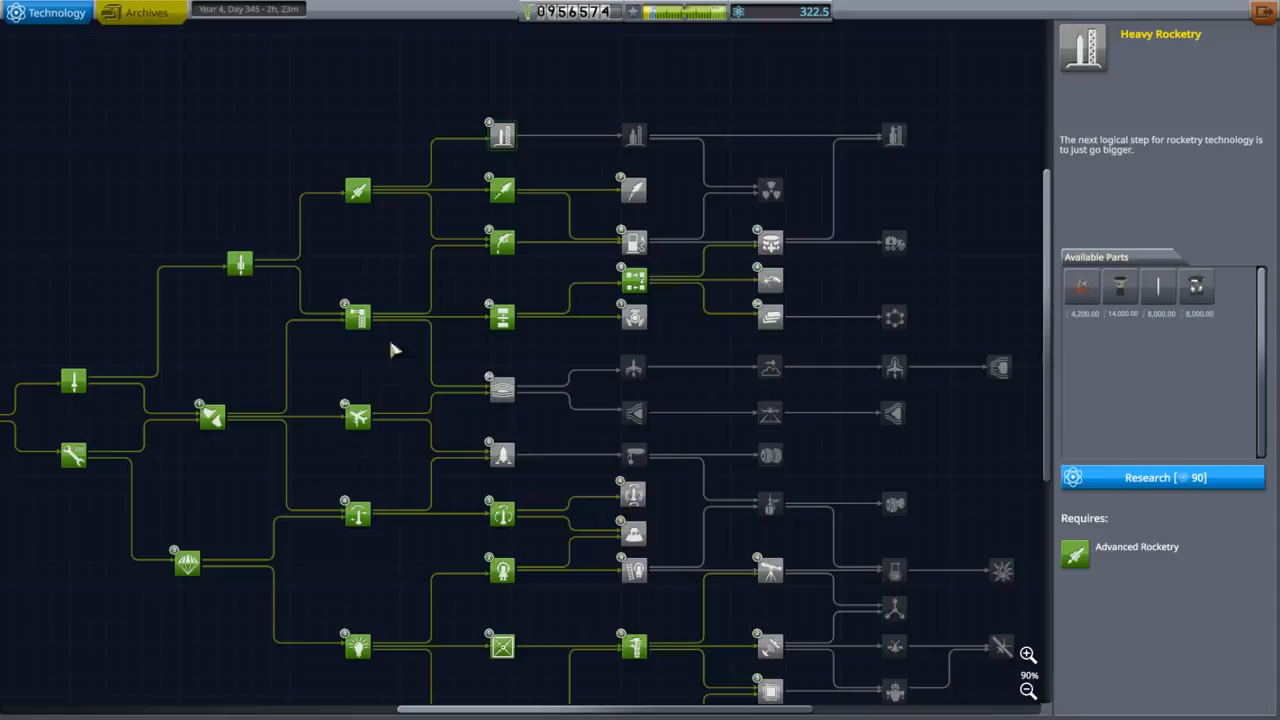 Technology
Archives
Year 4, Day 345 - 2h, 23m
0956574
322.5
Heavy Rocketry
The next logical step for rocketry technology is
to just go bigger.
Available Parts
4,200.00 14,000.00 8,000.00 8,000.00
Research [ 90]
Requires:
Advanced Rocketry
90%